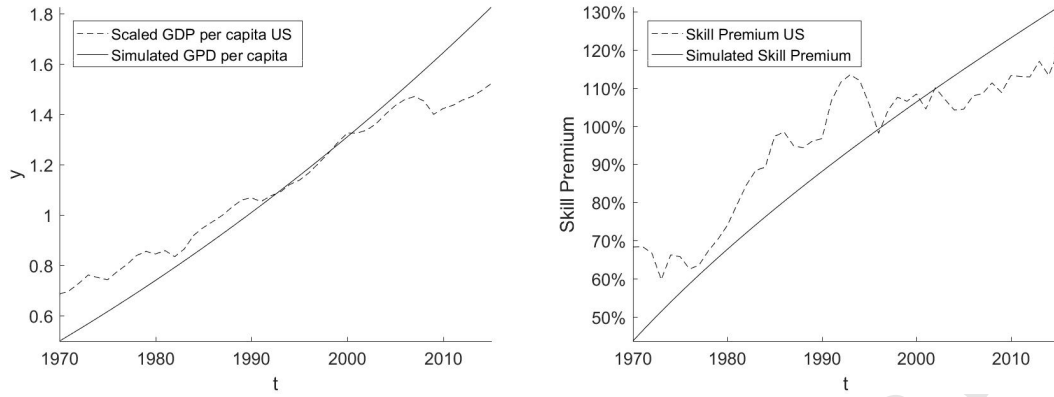 1.8
1.6
1.4
1.2
1
0.8
0.6
y
Scaled GDP per capita US
Simulated GPD per capita
1970 1980 1990 2000 2010
t
130%
120%
110%
100%
90%
80%
70%
60%
50%
Skill Premium
Skill Premium US
Simulated Skill Premium
1970 1980 1990 2000 2010
t